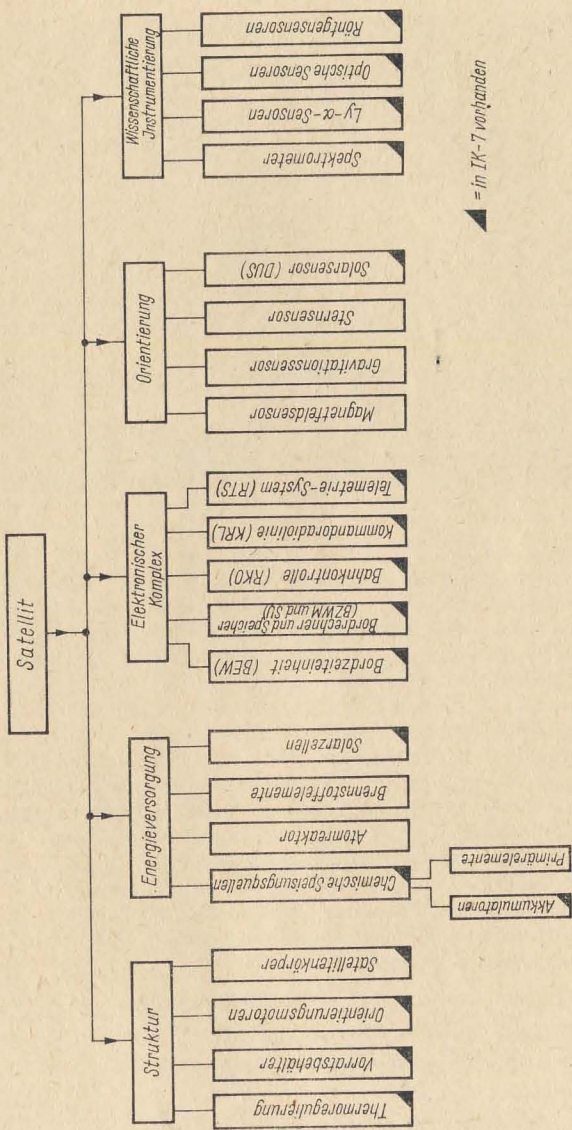 Satellit
Struktur
Thermoregulierung
Vorratsbehälter
Orientierungsmotoren
Satellitenkörper
Energieversorgung
Chemische Speisungsquellen
Akkumulatoren
Primärelemente
Atomreaktor
Brennstoffelemente
Solarzellen
Elektronischer
Komplex
Bordzeiteinheit (BEW)
Bordrechner und Speicher
(BZWM und SU)
Bahnkontrolle (RKO)
Kommandoradiolinie (KRL)
Telemetrie-System (RTS)
Orientierung
Magnetfeldsensor
Gravitationssensor
Sternsensor
Solarsensor (DUS)
Wissenschaftliche
Instrumentierung
Spektrometer
Ly-α-Sensoren
Optische Sensoren
Röntgensensoren
= in IK-7 vorhanden